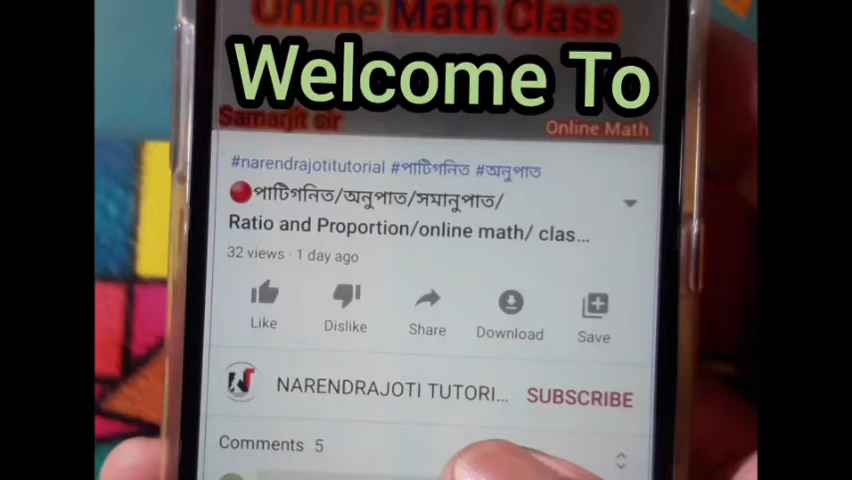 Online Math Class
Welcome To
Samarjit sir
Online Math
#narendrajotitutorial #পাটিগনিত #অনুপাত
🔴পাটিগনিত/অনুপাত/সমানুপাত/
Ratio and Proportion/online math/ clas...
32 views · 1 day ago
Like
Dislike
Share
Download
Save
NARENDRAJOTI TUTORI...
SUBSCRIBE
Comments 5